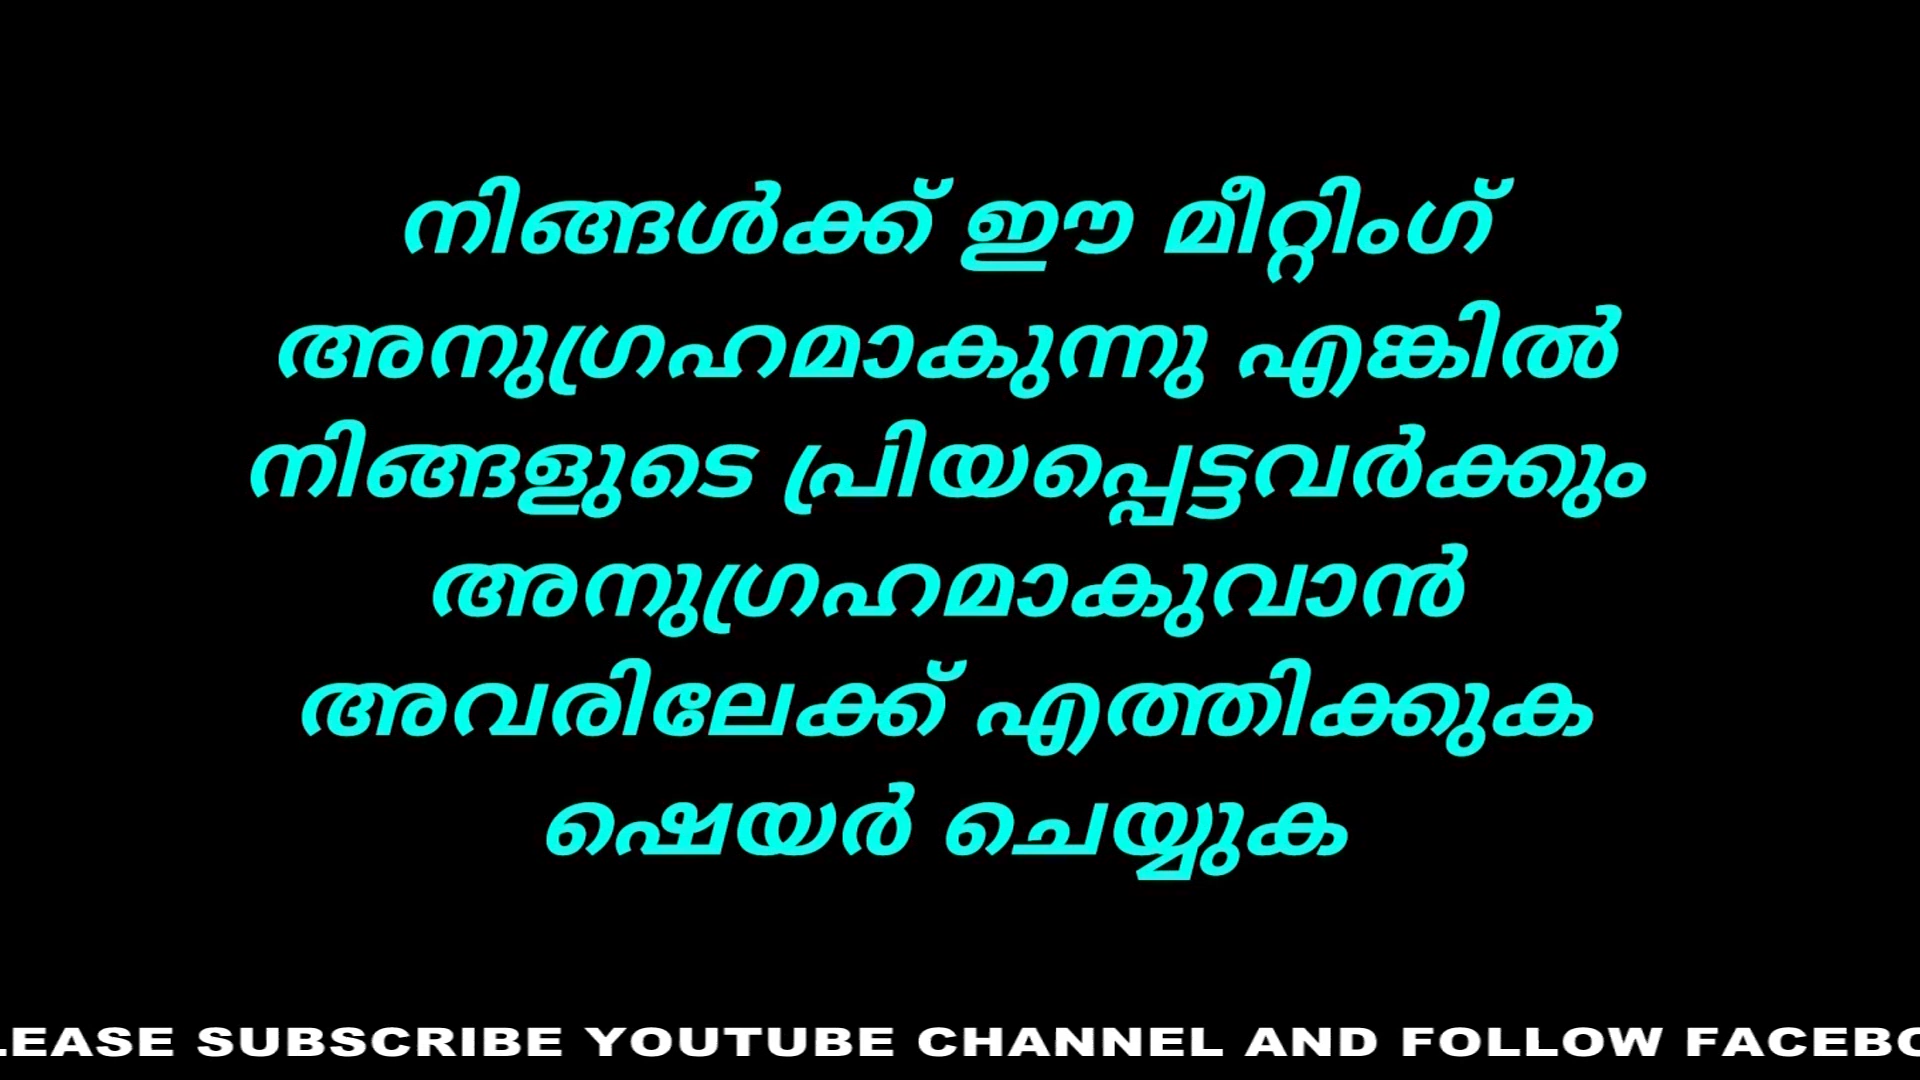 നിങ്ങൾക്ക് ഈ മീറ്റിംഗ്
അനുഗ്രഹമാകുന്നു എങ്കിൽ
നിങ്ങളുടെ പ്രിയപ്പെട്ടവർക്കും
അനുഗ്രഹമാകുവാൻ
അവരിലേക്ക് എത്തിക്കുക
ഷെയർ ചെയ്യുക
LEASE SUBSCRIBE YOUTUBE CHANNEL AND FOLLOW FACEBO